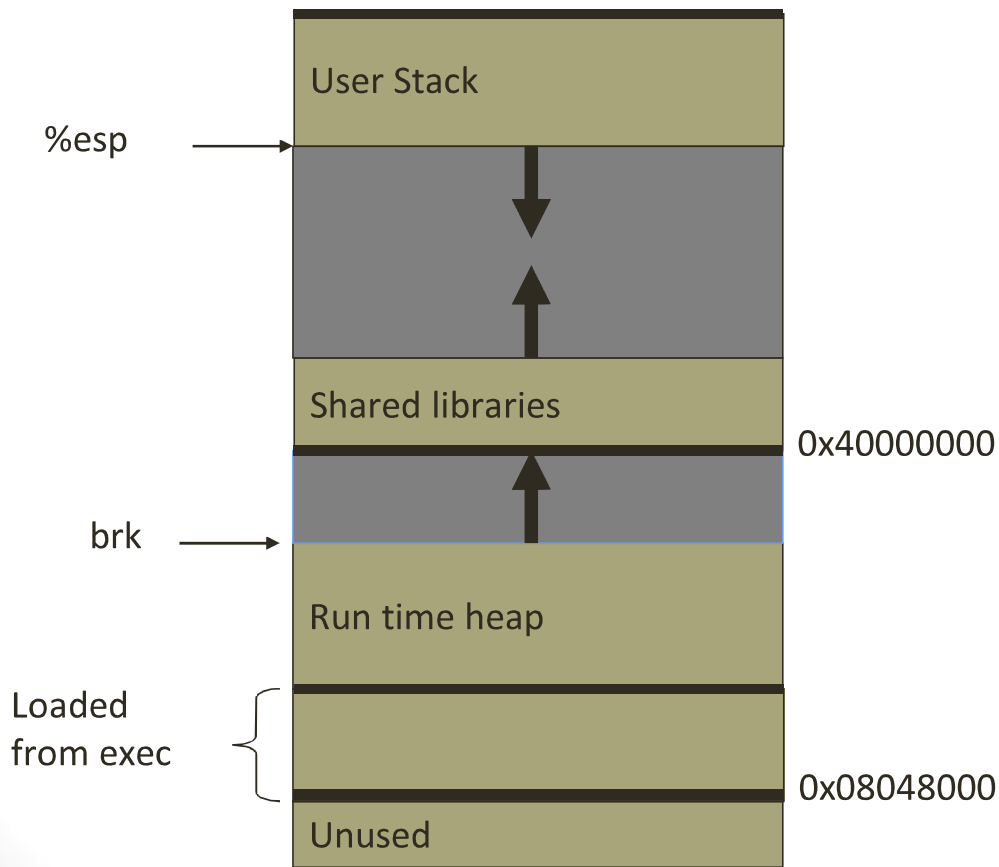 User Stack
%esp
Shared libraries
0x40000000
brk
Run time heap
Loaded
from exec
0x08048000
Unused